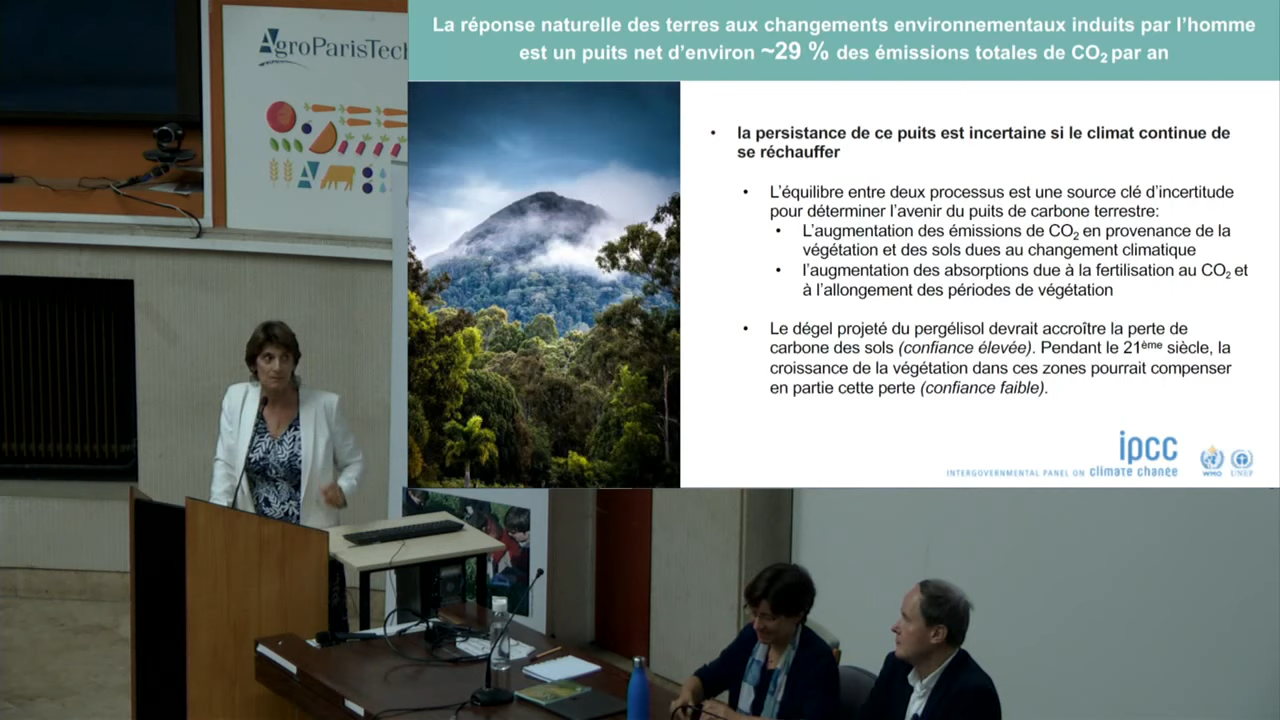 AgroParisTech
La réponse naturelle des terres aux changements environnementaux induits par l'homme
est un puits net d'environ ~29 % des émissions totales de CO₂ par an
• la persistance de ce puits est incertaine si le climat continue de
se réchauffer
• L'équilibre entre deux processus est une source clé d'incertitude
pour déterminer l'avenir du puits de carbone terrestre:
• L'augmentation des émissions de CO₂ en provenance de la
végétation et des sols dues au changement climatique
• l'augmentation des absorptions due à la fertilisation au CO₂ et
à l'allongement des périodes de végétation
• Le dégel projeté du pergélisol devrait accroître la perte de
carbone des sols (confiance élevée). Pendant le 21ème siècle, la
croissance de la végétation dans ces zones pourrait compenser
en partie cette perte (confiance faible).
ipcc
INTERGOVERNMENTAL PANEL ON climate change
WMO UNEP